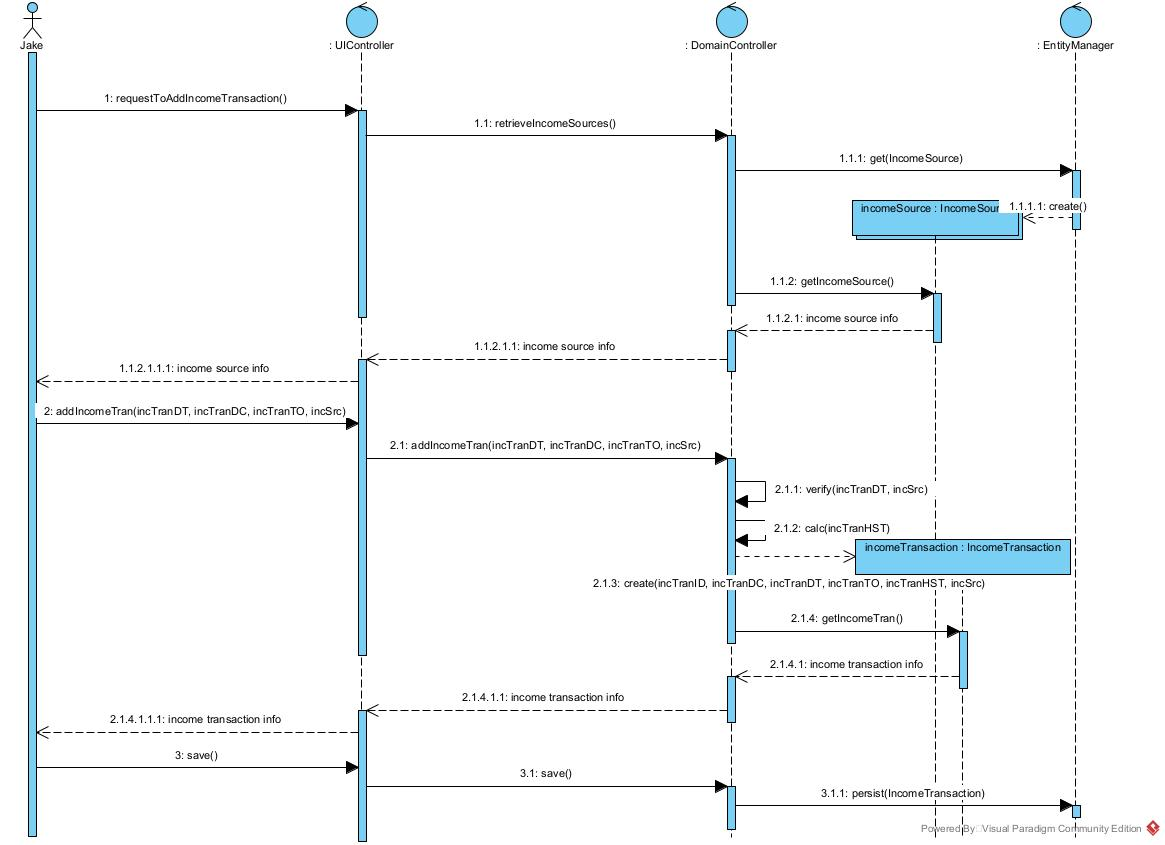 Jake
: UIController
: DomainController
: EntityManager
1: requestToAddIncomeTransaction()
1.1: retrieveIncomeSources()
1.1.1: get(IncomeSource)
incomeSource : IncomeSour
1.1.1.1: create()
1.1.2: getIncomeSource()
1.1.2.1: income source info
1.1.2.1.1: income source info
1.1.2.1.1.1: income source info
2: addIncomeTran(incTranDT, incTranDC, incTranTO, incSrc)
2.1: addIncomeTran(incTranDT, incTranDC, incTranTO, incSrc)
2.1.1: verify(incTranDT, incSrc)
2.1.2: calc(incTranHST)
incomeTransaction : IncomeTransaction
2.1.3: create(incTranID, incTranDC, incTranDT, incTranTO, incTranHST, incSrc)
2.1.4: getIncomeTran()
2.1.4.1: income transaction info
2.1.4.1.1: income transaction info
2.1.4.1.1.1: income transaction info
3: save()
3.1: save()
3.1.1: persist(IncomeTransaction)
Powered By Visual Paradigm Community Edition